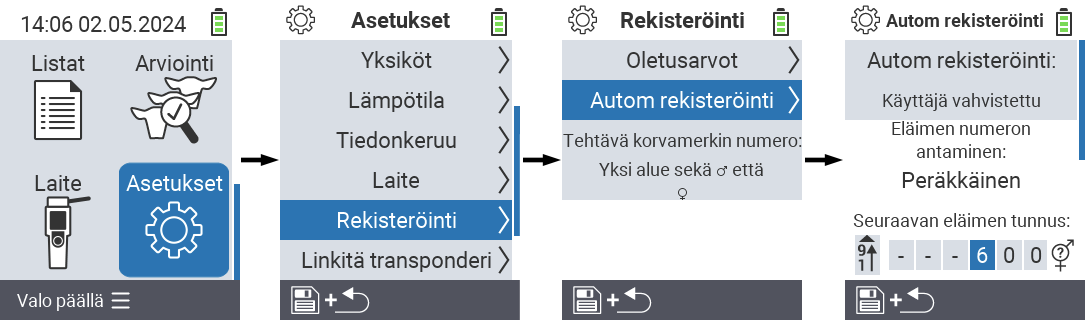 14:06 02.05.2024
Listat
Arviointi
Laite
Asetukset
Valo päällä
Asetukset
Yksiköt
Lämpötila
Tiedonkeruu
Laite
Rekisteröinti
Linkitä transponderi
+
Rekisteröinti
Oletusarvot
Autom rekisteröinti
Tehtävä korvamerkin numero:
Yksi alue sekä ♂ että
♀
+
Autom rekisteröinti
Autom rekisteröinti:
Käyttäjä vahvistettu
Eläimen numeron
antaminen:
Peräkkäinen
Seuraavan eläimen tunnus:
91 - - - 6 0 0 ?
+